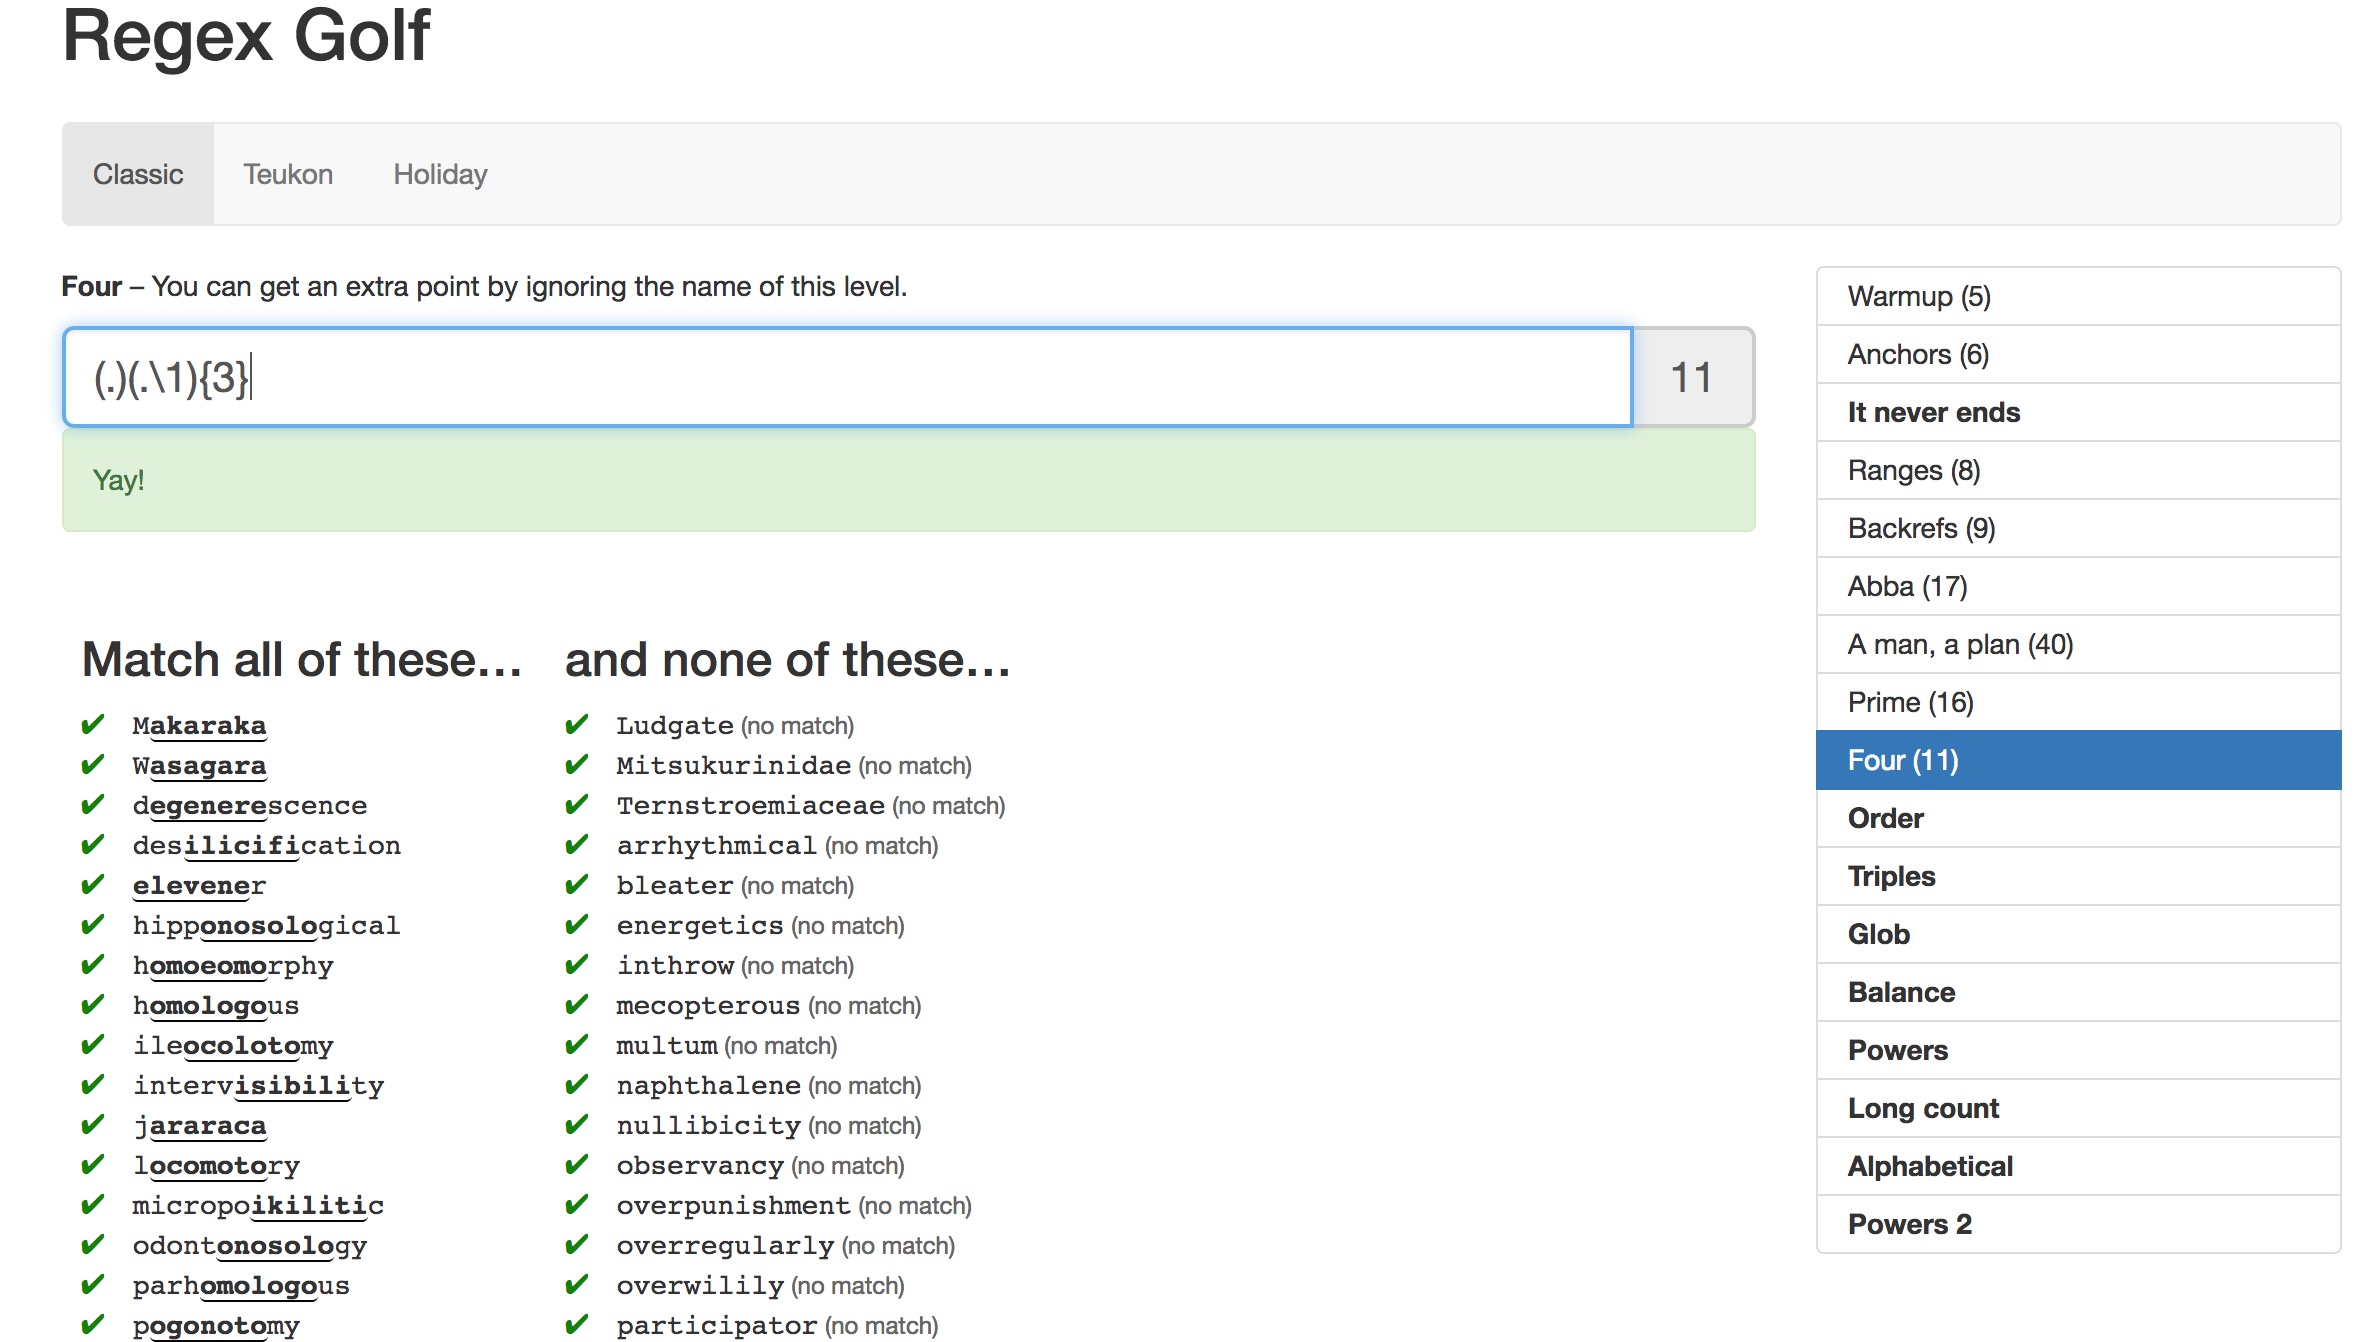 Regex Golf
Classic Teukon Holiday
Four – You can get an extra point by ignoring the name of this level.
(.)(.\1){3} 11
Yay!
Match all of these…
✔ Makaraka
✔ Wasagara
✔ degenerescence
✔ desilicification
✔ elevener
✔ hipponosological
✔ homoeomorphy
✔ homologous
✔ ileocolotomy
✔ intervisibility
✔ jararaca
✔ locomotory
✔ micropoikilitic
✔ odontonosology
✔ parhomologous
✔ pogonotomy
and none of these…
✔ Ludgate (no match)
✔ Mitsukurinidae (no match)
✔ Ternstroemiaceae (no match)
✔ arrhythmical (no match)
✔ bleater (no match)
✔ energetics (no match)
✔ inthrow (no match)
✔ mecopterous (no match)
✔ multum (no match)
✔ naphthalene (no match)
✔ nullibicity (no match)
✔ observancy (no match)
✔ overpunishment (no match)
✔ overregularly (no match)
✔ overwilily (no match)
✔ participator (no match)
Warmup (5)
Anchors (6)
It never ends
Ranges (8)
Backrefs (9)
Abba (17)
A man, a plan (40)
Prime (16)
Four (11)
Order
Triples
Glob
Balance
Powers
Long count
Alphabetical
Powers 2